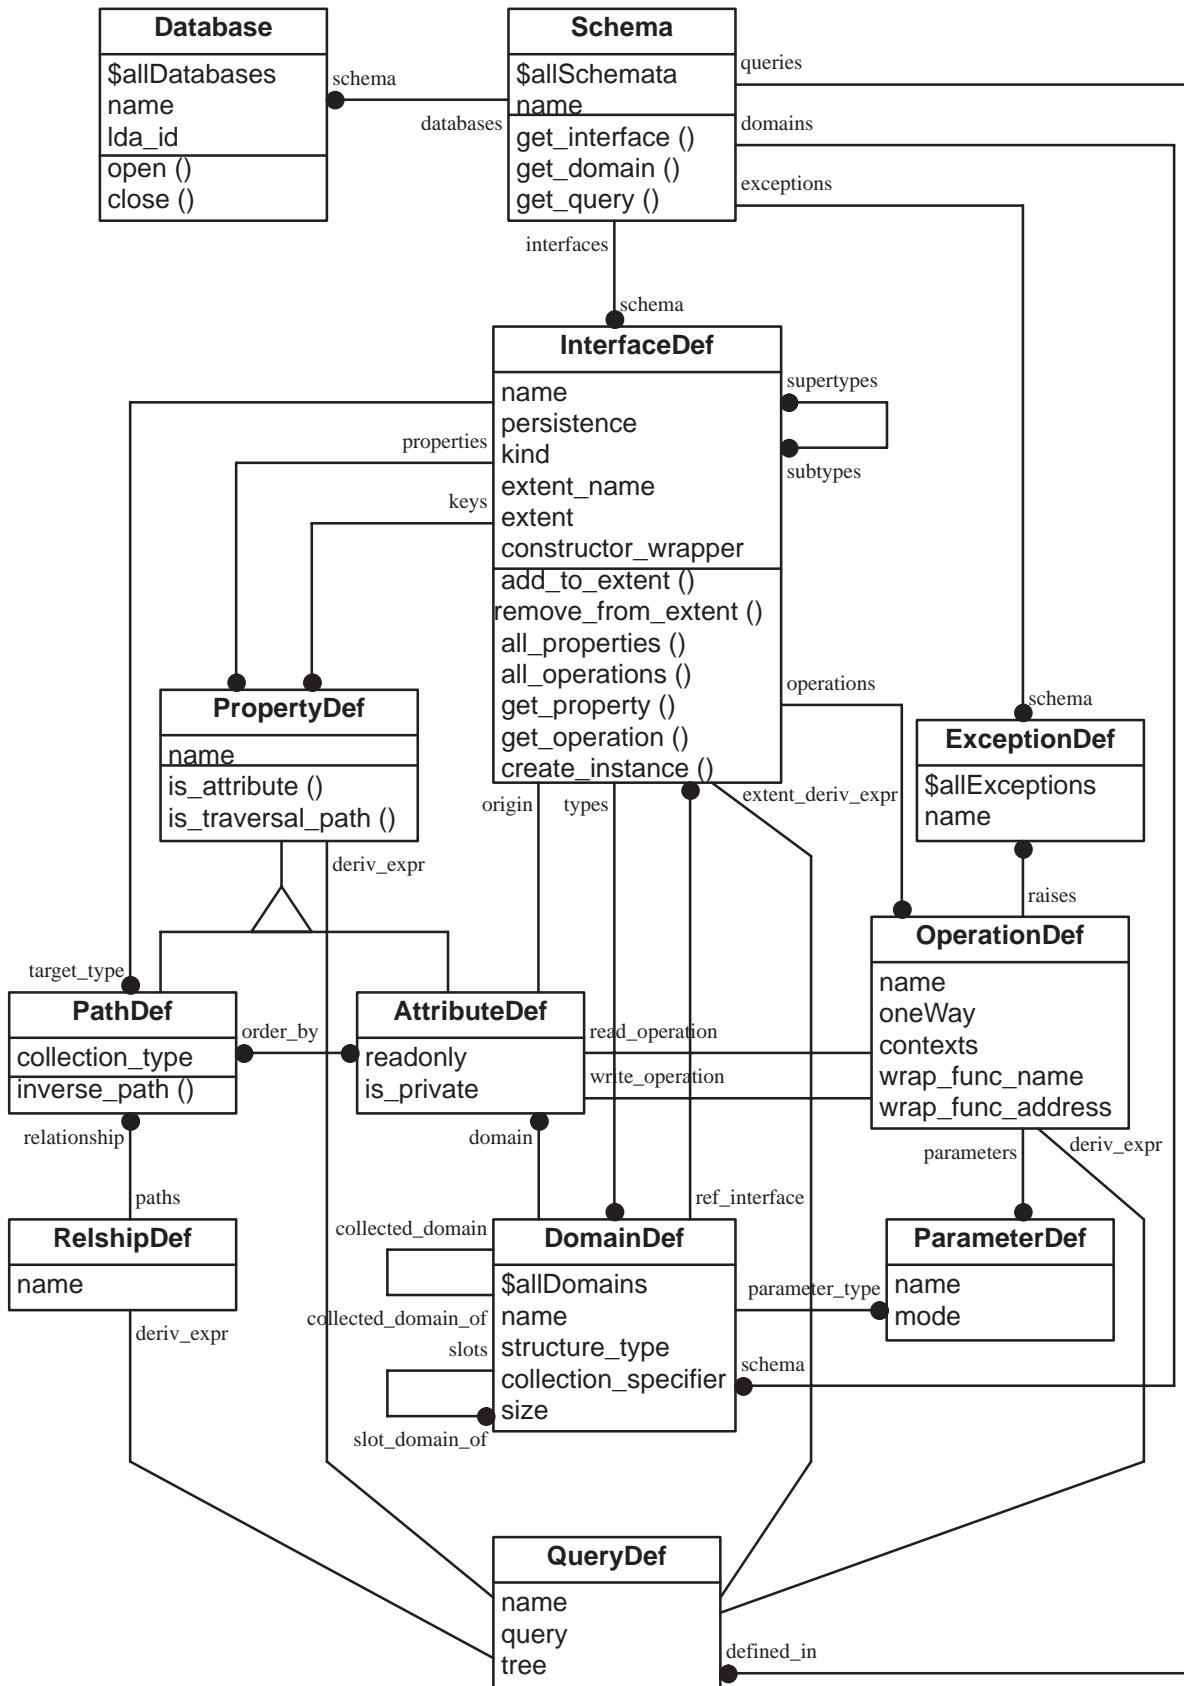 Database
$allDatabases
name
lda_id
open ()
close ()
schema
databases
Schema
$allSchemata
name
get_interface ()
get_domain ()
get_query ()
queries
domains
exceptions
interfaces
schema
InterfaceDef
name
persistence
kind
extent_name
extent
constructor_wrapper
add_to_extent ()
remove_from_extent ()
all_properties ()
all_operations ()
get_property ()
get_operation ()
create_instance ()
supertypes
subtypes
properties
keys
operations
schema
PropertyDef
name
is_attribute ()
is_traversal_path ()
ExceptionDef
$allExceptions
name
origin
types
extent_deriv_expr
deriv_expr
raises
OperationDef
name
oneWay
contexts
wrap_func_name
wrap_func_address
target_type
PathDef
collection_type
inverse_path ()
order_by
AttributeDef
readonly
is_private
read_operation
write_operation
relationship
domain
parameters
deriv_expr
paths
ref_interface
RelshipDef
name
collected_domain
collected_domain_of
slots
slot_domain_of
DomainDef
$allDomains
name
structure_type
collection_specifier
size
parameter_type
schema
ParameterDef
name
mode
deriv_expr
QueryDef
name
query
tree
defined_in